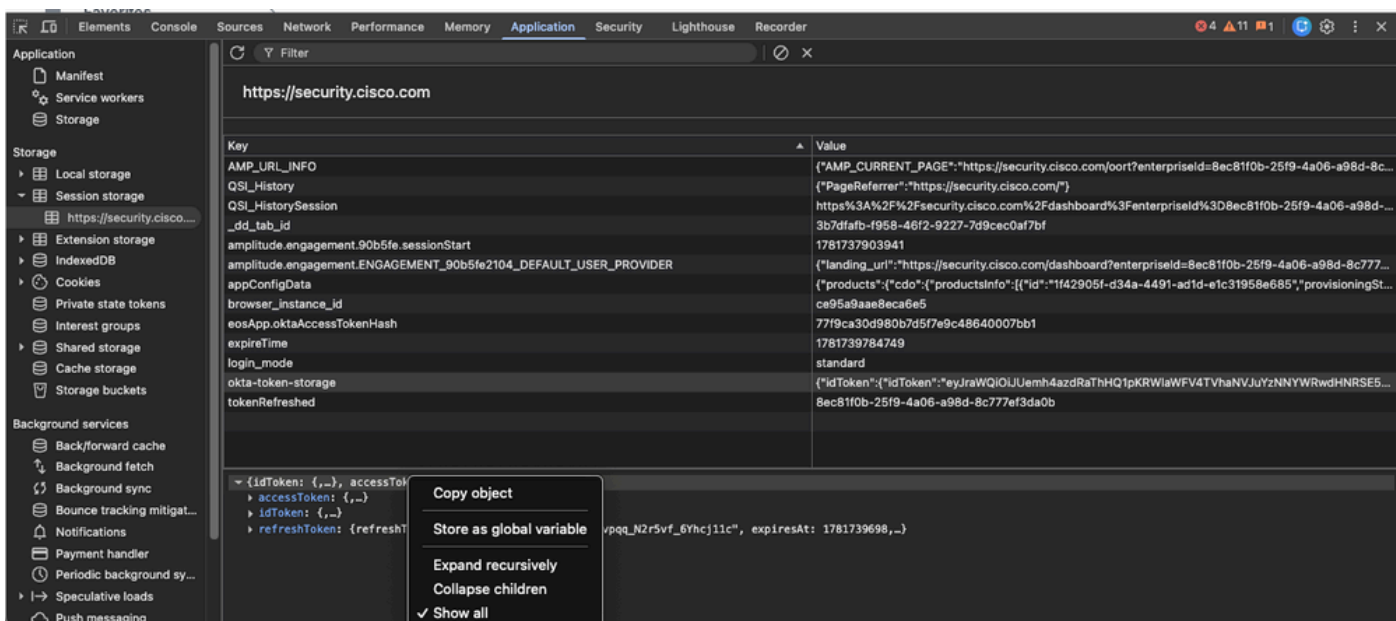 Elements Console Sources Network Performance Memory Application Security Lighthouse Recorder 4 11 1
Application
Manifest
Service workers
Storage
Storage
Local storage
Session storage
https://security.cisco....
Extension storage
IndexedDB
Cookies
Private state tokens
Interest groups
Shared storage
Cache storage
Storage buckets
Background services
Back/forward cache
Background fetch
Background sync
Bounce tracking mitigat...
Notifications
Payment handler
Periodic background sy...
Speculative loads
Push messaging
Filter
https://security.cisco.com
Key Value
AMP_URL_INFO {"AMP_CURRENT_PAGE":"https://security.cisco.com/oort?enterpriseId=8ec81f0b-25f9-4a06-a98d-8c...
QSI_History {"PageReferrer":"https://security.cisco.com/"}
QSI_HistorySession https%3A%2F%2Fsecurity.cisco.com%2Fdashboard%3FenterpriseId%3D8ec81f0b-25f9-4a06-a98d-...
_dd_tab_id 3b7dfafb-f958-46f2-9227-7d9cec0af7bf
amplitude.engagement.90b5fe.sessionStart 1781737903941
amplitude.engagement.ENGAGEMENT_90b5fe2104_DEFAULT_USER_PROVIDER {"landing_url":"https://security.cisco.com/dashboard?enterpriseId=8ec81f0b-25f9-4a06-a98d-8c777...
appConfigData {"products":{"cdo":{"productsInfo":[{"id":"1f42905f-d34a-4491-ad1d-e1c31958e685","provisioningSt...
browser_instance_id ce95a9aae8eca6e5
eosApp.oktaAccessTokenHash 77f9ca30d980b7d5f7e9c48640007bb1
expireTime 1781739784749
login_mode standard
okta-token-storage {"idToken":{"idToken":"eyJraWQiOiJUemh4azdRaThHQ1pKRWlaWFV4TVhaNVJuYzNNYWRwdHNRSE5...
tokenRefreshed 8ec81f0b-25f9-4a06-a98d-8c777ef3da0b
{idToken: {,…}, accessTok
accessToken: {,…}
idToken: {,…}
refreshToken: {refreshT vpqq_N2r5vf_6Yhcj11c", expiresAt: 1781739698,…}
Copy object
Store as global variable
Expand recursively
Collapse children
Show all